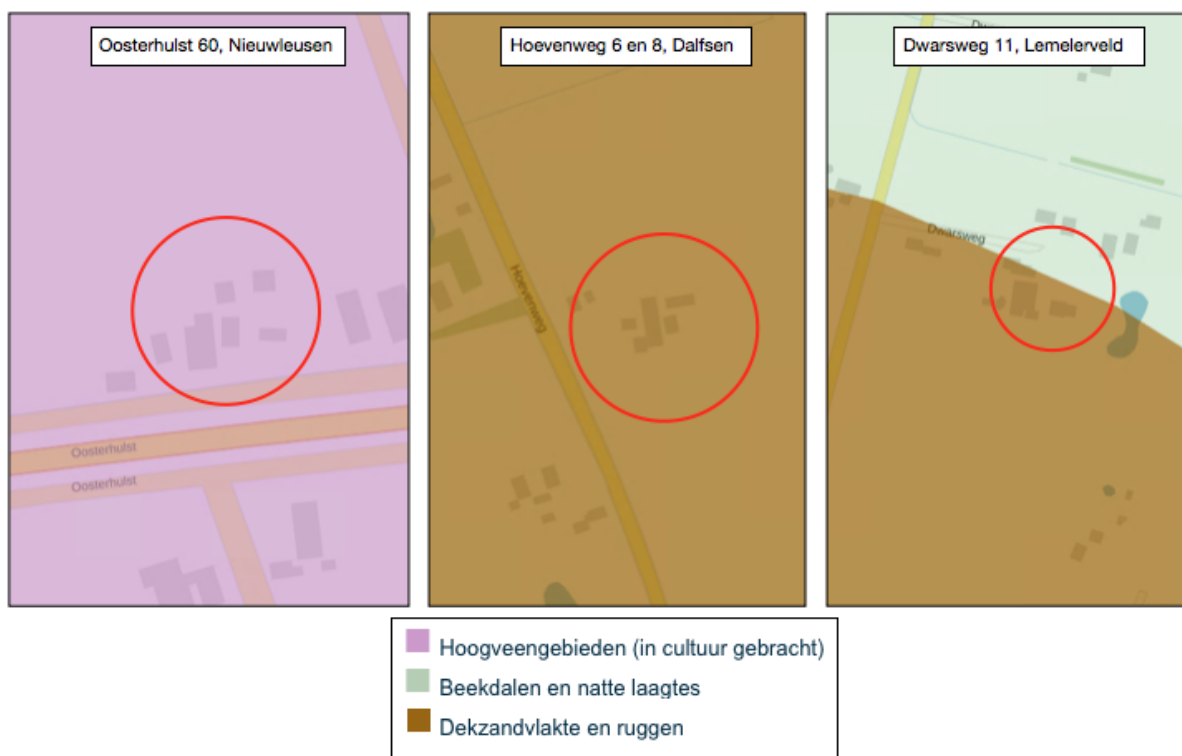 Oosterhulst 60, Nieuwleusen
Oosterhulst
Oosterhulst
Hoevenweg 6 en 8, Dalfsen
Hoevenweg
Dwarsweg 11, Lemelerveld
Dwarsweg
Hoogveengebieden (in cultuur gebracht)
Beekdalen en natte laagtes
Dekzandvlakte en ruggen